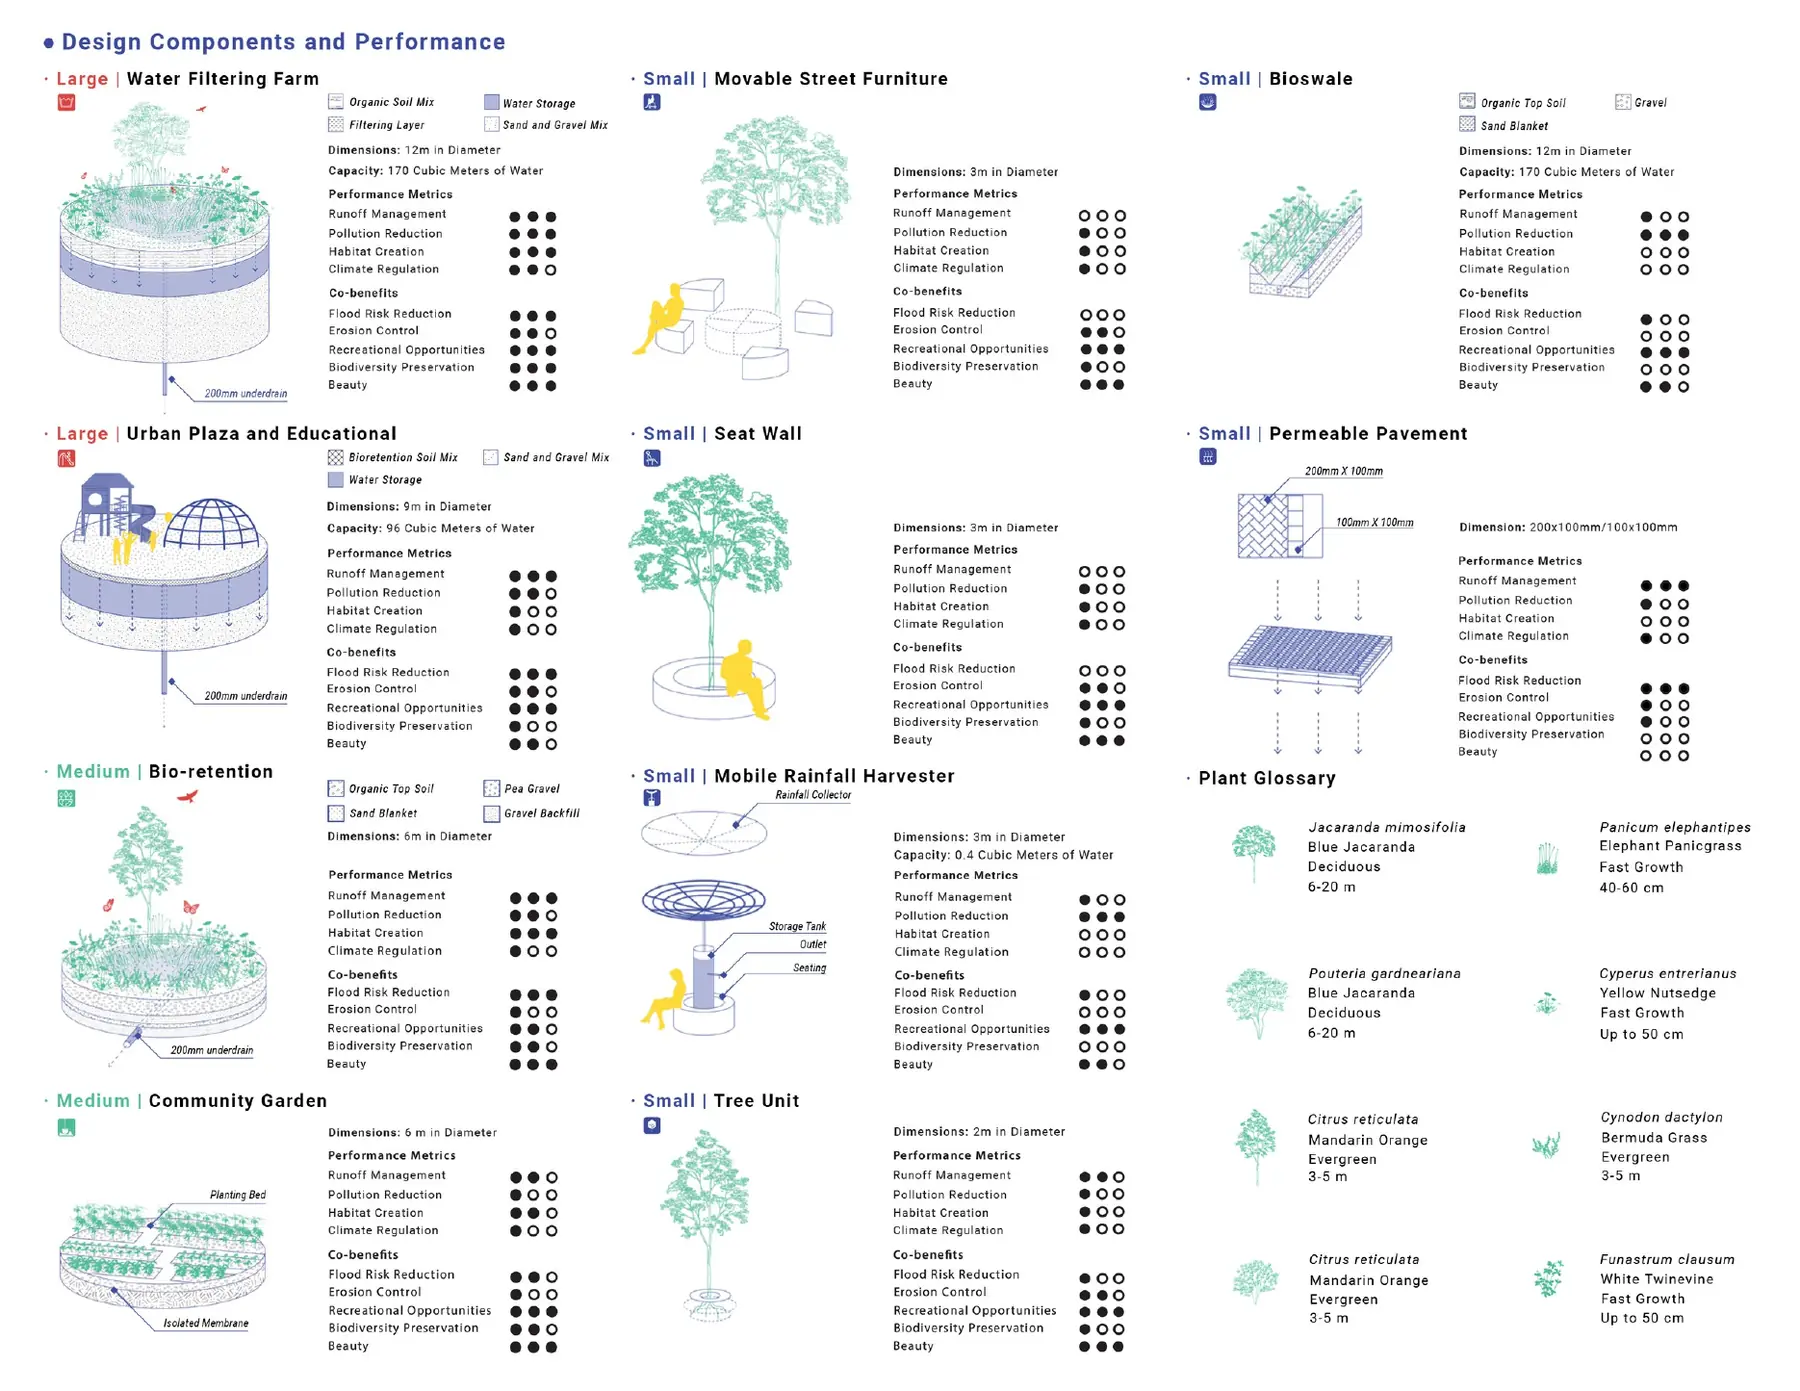 Design Components and Performance
Large | Water Filtering Farm
Organic Soil Mix
Water Storage
Filtering Layer
Sand and Gravel Mix
Dimensions: 12m in Diameter
Capacity: 170 Cubic Meters of Water
Performance Metrics
Runoff Management
Pollution Reduction
Habitat Creation
Climate Regulation
Co-benefits
Flood Risk Reduction
Erosion Control
Recreational Opportunities
Biodiversity Preservation
Beauty
200mm underdrain
Large | Urban Plaza and Educational
Bioretention Soil Mix
Sand and Gravel Mix
Water Storage
Dimensions: 9m in Diameter
Capacity: 96 Cubic Meters of Water
Performance Metrics
Runoff Management
Pollution Reduction
Habitat Creation
Climate Regulation
Co-benefits
Flood Risk Reduction
Erosion Control
Recreational Opportunities
Biodiversity Preservation
Beauty
200mm underdrain
Medium | Bio-retention
Organic Top Soil
Pea Gravel
Sand Blanket
Gravel Backfill
Dimensions: 6m in Diameter
Performance Metrics
Runoff Management
Pollution Reduction
Habitat Creation
Climate Regulation
Co-benefits
Flood Risk Reduction
Erosion Control
Recreational Opportunities
Biodiversity Preservation
Beauty
200mm underdrain
Medium | Community Garden
Dimensions: 6 m in Diameter
Performance Metrics
Runoff Management
Pollution Reduction
Habitat Creation
Climate Regulation
Co-benefits
Flood Risk Reduction
Erosion Control
Recreational Opportunities
Biodiversity Preservation
Beauty
Planting Bed
Isolated Membrane
Small | Movable Street Furniture
Dimensions: 3m in Diameter
Performance Metrics
Runoff Management
Pollution Reduction
Habitat Creation
Climate Regulation
Co-benefits
Flood Risk Reduction
Erosion Control
Recreational Opportunities
Biodiversity Preservation
Beauty
Small | Seat Wall
Dimensions: 3m in Diameter
Performance Metrics
Runoff Management
Pollution Reduction
Habitat Creation
Climate Regulation
Co-benefits
Flood Risk Reduction
Erosion Control
Recreational Opportunities
Biodiversity Preservation
Beauty
Small | Mobile Rainfall Harvester
Rainfall Collector
Storage Tank
Outlet
Seating
Dimensions: 3m in Diameter
Capacity: 0.4 Cubic Meters of Water
Performance Metrics
Runoff Management
Pollution Reduction
Habitat Creation
Climate Regulation
Co-benefits
Flood Risk Reduction
Erosion Control
Recreational Opportunities
Biodiversity Preservation
Beauty
Small | Tree Unit
Dimensions: 2m in Diameter
Performance Metrics
Runoff Management
Pollution Reduction
Habitat Creation
Climate Regulation
Co-benefits
Flood Risk Reduction
Erosion Control
Recreational Opportunities
Biodiversity Preservation
Beauty
Small | Bioswale
Organic Top Soil
Gravel
Sand Blanket
Dimensions: 12m in Diameter
Capacity: 170 Cubic Meters of Water
Performance Metrics
Runoff Management
Pollution Reduction
Habitat Creation
Climate Regulation
Co-benefits
Flood Risk Reduction
Erosion Control
Recreational Opportunities
Biodiversity Preservation
Beauty
Small | Permeable Pavement
200mm X 100mm
100mm X 100mm
Dimension: 200x100mm/100x100mm
Performance Metrics
Runoff Management
Pollution Reduction
Habitat Creation
Climate Regulation
Co-benefits
Flood Risk Reduction
Erosion Control
Recreational Opportunities
Biodiversity Preservation
Beauty
Plant Glossary
Jacaranda mimosifolia
Blue Jacaranda
Deciduous
6-20 m
Panicum elephantipes
Elephant Panicgrass
Fast Growth
40-60 cm
Pouteria gardneariana
Blue Jacaranda
Deciduous
6-20 m
Cyperus entrerianus
Yellow Nutsedge
Fast Growth
Up to 50 cm
Citrus reticulata
Mandarin Orange
Evergreen
3-5 m
Cynodon dactylon
Bermuda Grass
Evergreen
3-5 m
Citrus reticulata
Mandarin Orange
Evergreen
3-5 m
Funastrum clausum
White Twinevine
Fast Growth
Up to 50 cm